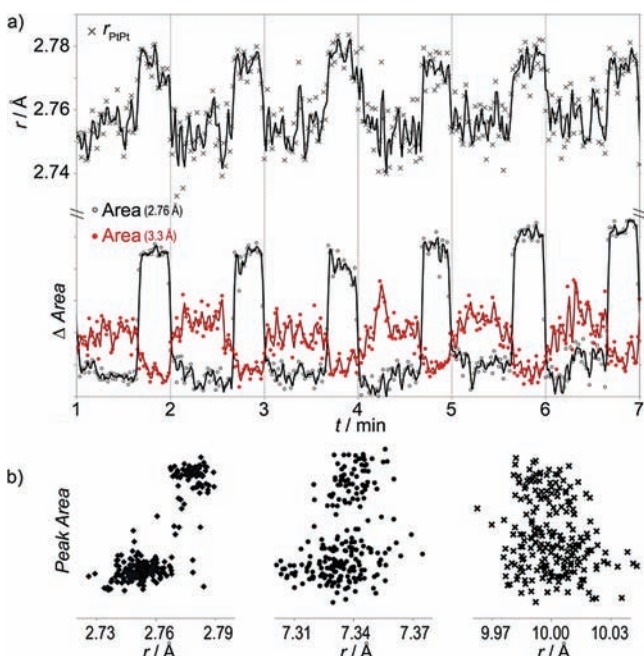 a)
× r PtPt
2.78
2.76
2.74
r / Å
Area (2.76 Å)
Area (3.3 Å)
Δ Area
1 2 3 4 5 6 7
t / min
b)
Peak Area
2.73 2.76 2.79 7.31 7.34 7.37 9.97 10.00 10.03
r / Å r / Å r / Å